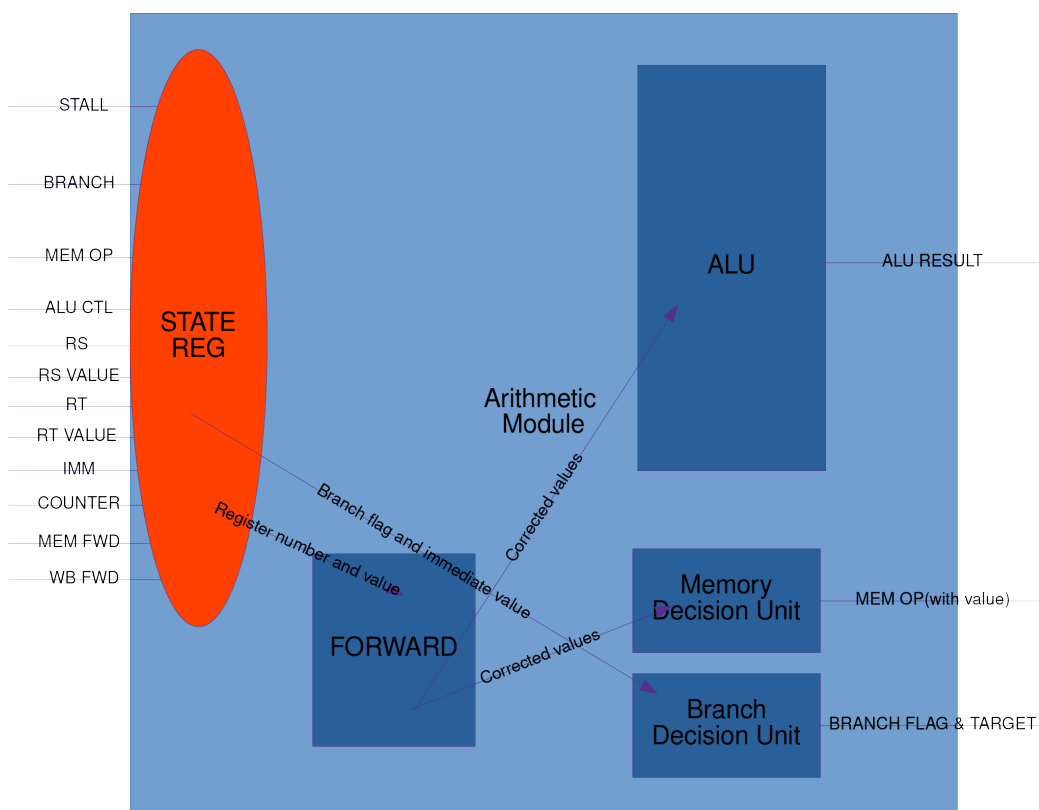 STALL
BRANCH
MEM OP
ALU CTL
RS
RS VALUE
RT
RT VALUE
IMM
COUNTER
MEM FWD
WB FWD
STATE
REG
Register number and value
Branch flag and immediate value
FORWARD
Arithmetic
Module
Corrected values
Corrected values
ALU
Memory
Decision Unit
Branch
Decision Unit
ALU RESULT
MEM OP(with value)
BRANCH FLAG & TARGET